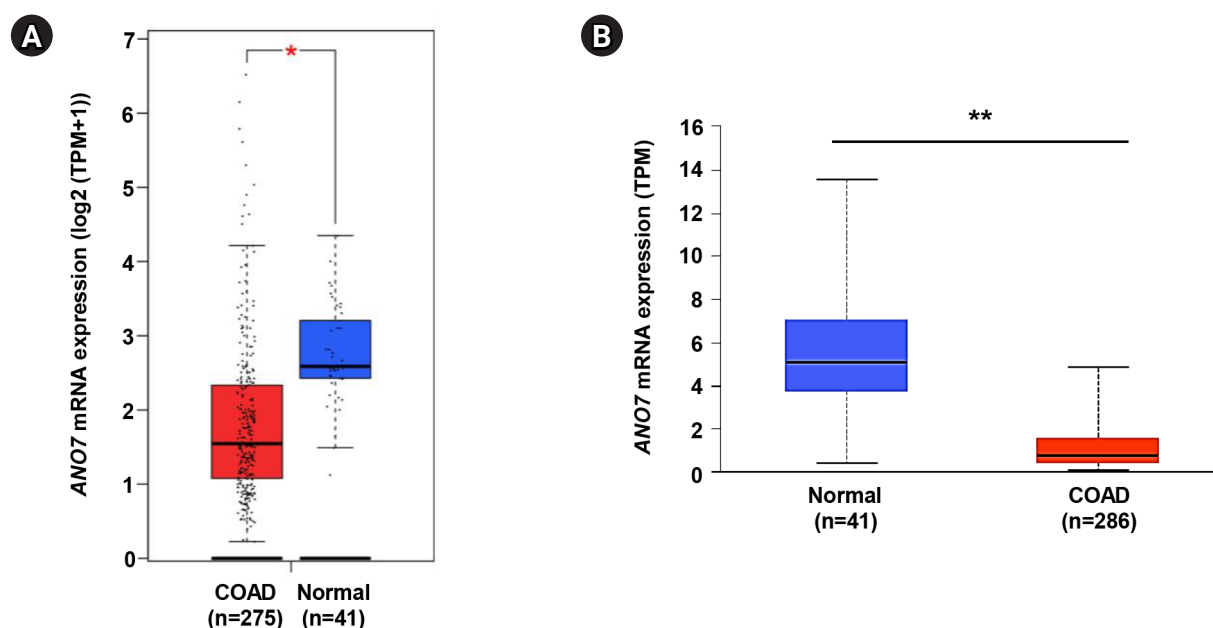 A
ANO7 mRNA expression (log2 (TPM+1))
7
6
5
4
3
2
1
0
*
COAD
(n=275)
Normal
(n=41)
B
ANO7 mRNA expression (TPM)
16
14
12
10
8
6
4
2
0
**
Normal
(n=41)
COAD
(n=286)